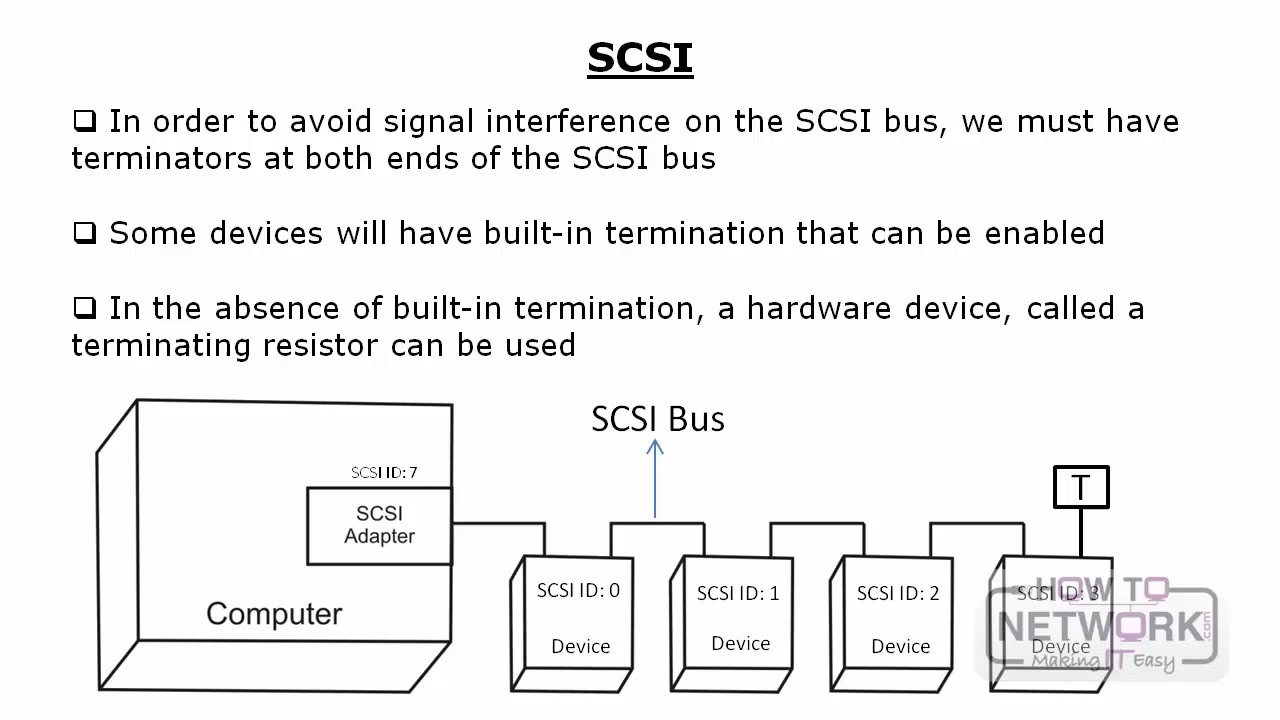 SCSI
❑ In order to avoid signal interference on the SCSI bus, we must have
terminators at both ends of the SCSI bus
❑ Some devices will have built-in termination that can be enabled
❑ In the absence of built-in termination, a hardware device, called a
terminating resistor can be used
SCSI Bus
SCSI ID: 7
SCSI
Adapter
Computer
T
SCSI ID: 0
Device
SCSI ID: 1
Device
SCSI ID: 2
Device
SCSI ID: 3
Device
HOW TO
NETWORK.com
Making IT Easy